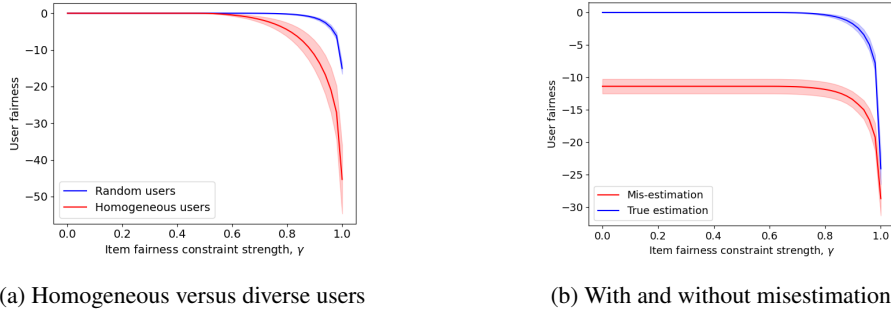 0
−10
−20
−30
−40
−50
User fairness
Random users
Homogeneous users
0.0 0.2 0.4 0.6 0.8 1.0
Item fairness constraint strength, γ
(a) Homogeneous versus diverse users
0
−5
−10
−15
−20
−25
−30
User fairness
Mis-estimation
True estimation
0.0 0.2 0.4 0.6 0.8 1.0
Item fairness constraint strength, γ
(b) With and without misestimation